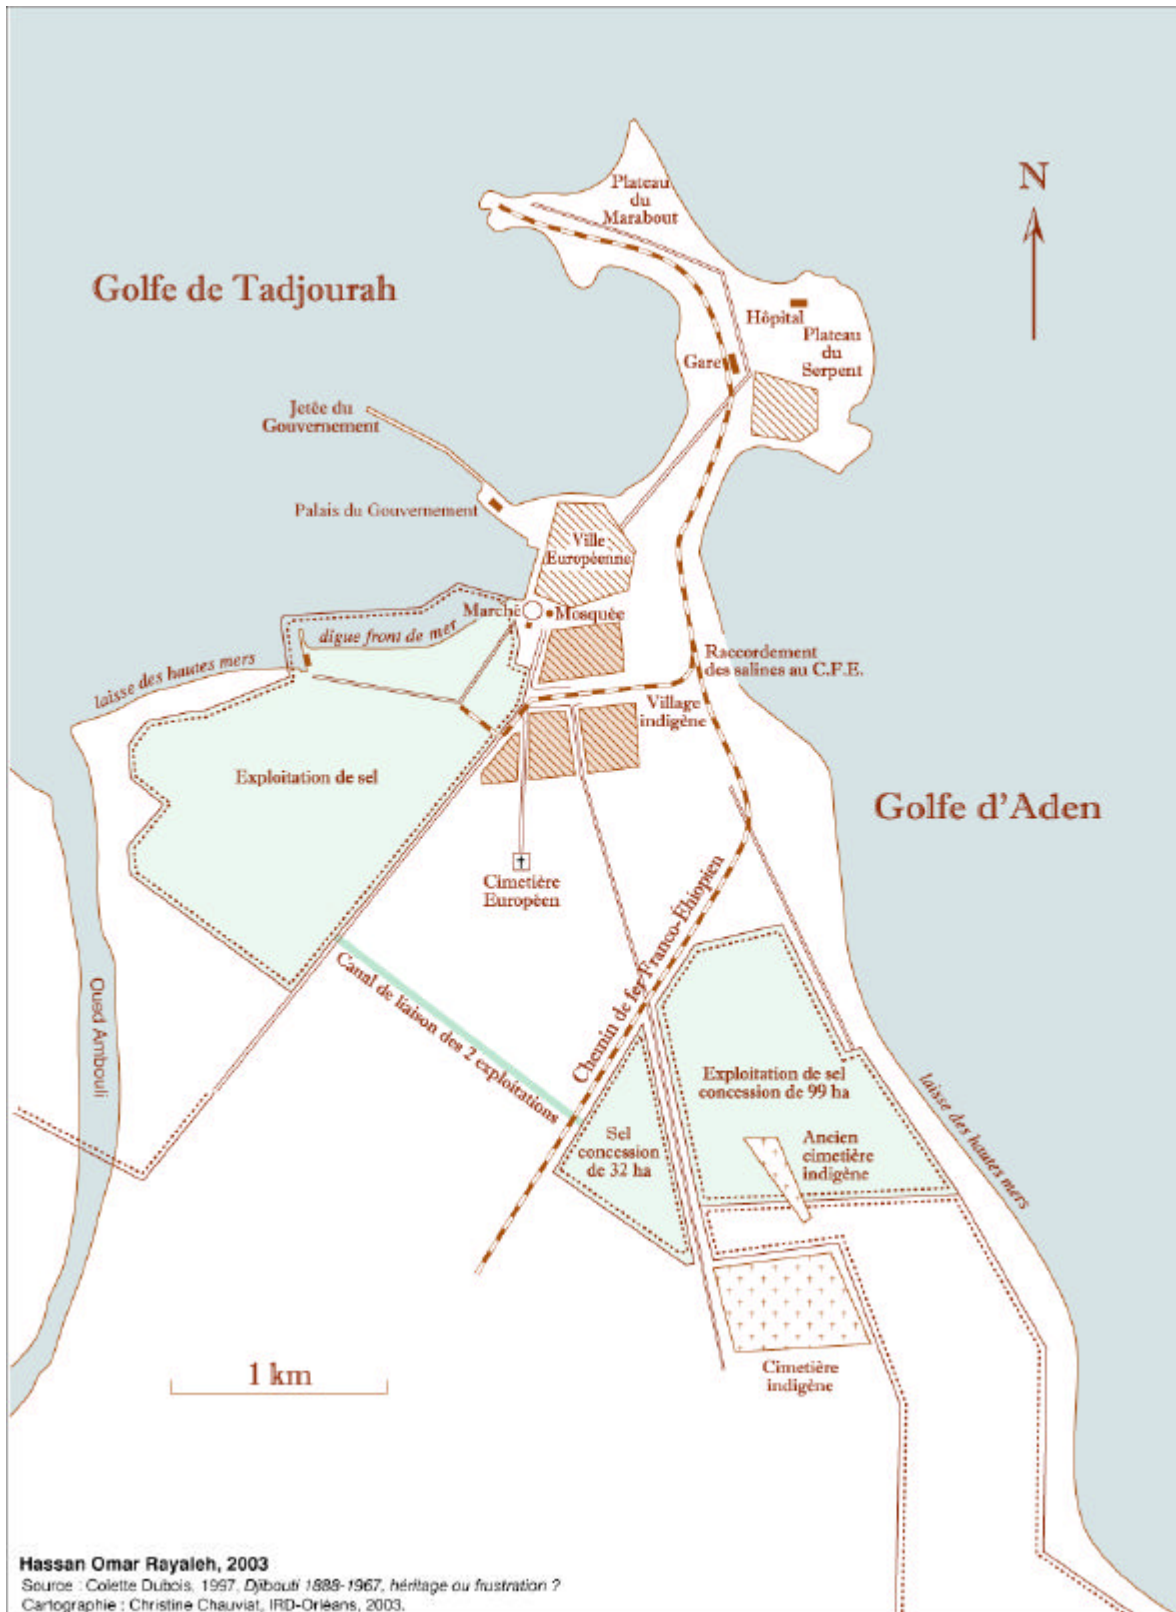 N
Plateau
du
Marabout
Golfe de Tadjourah
Hôpital
Plateau
du
Serpent
Gare
Jetée du
Gouvernement
Palais du Gouvernement
Ville
Européenne
Marché
Mosquée
digue front de mer
laisse des hautes mers
Raccordement
des salines au C.F.E.
Village
indigène
Exploitation de sel
Golfe d'Aden
Cimetière
Européen
Chemin de fer Franco-Éhiopien
Canal de liaison des 2 exploitations
Oued Ambouli
Exploitation de sel
concession de 99 ha
laisse des hautes mers
Sel
concession
de 32 ha
Ancien
cimetière
indigène
Cimetière
indigène
1 km
Hassan Omar Rayaleh, 2003
Source : Colette Dubois, 1997, Djibouti 1888-1967, héritage ou frustration ?
Cartographie : Christine Chauviat, IRD-Orléans, 2003.